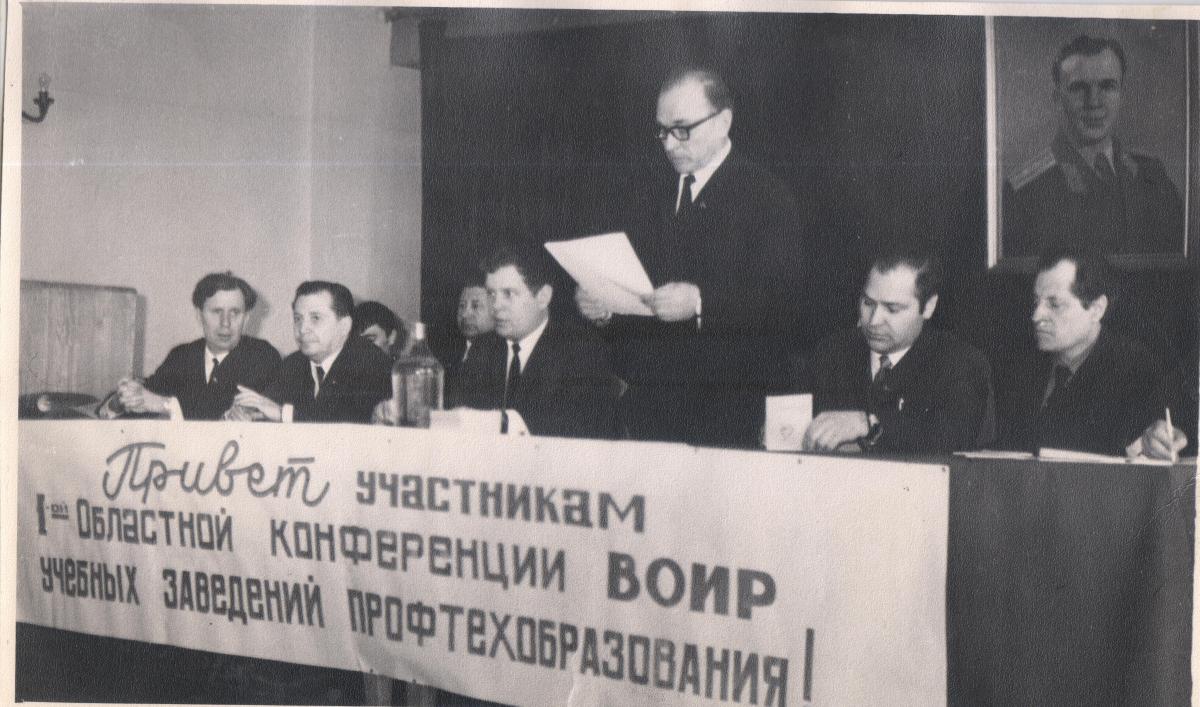 Привет участникам
I-ой Областной конференции ВОИР
учебных заведений профтехобразования!